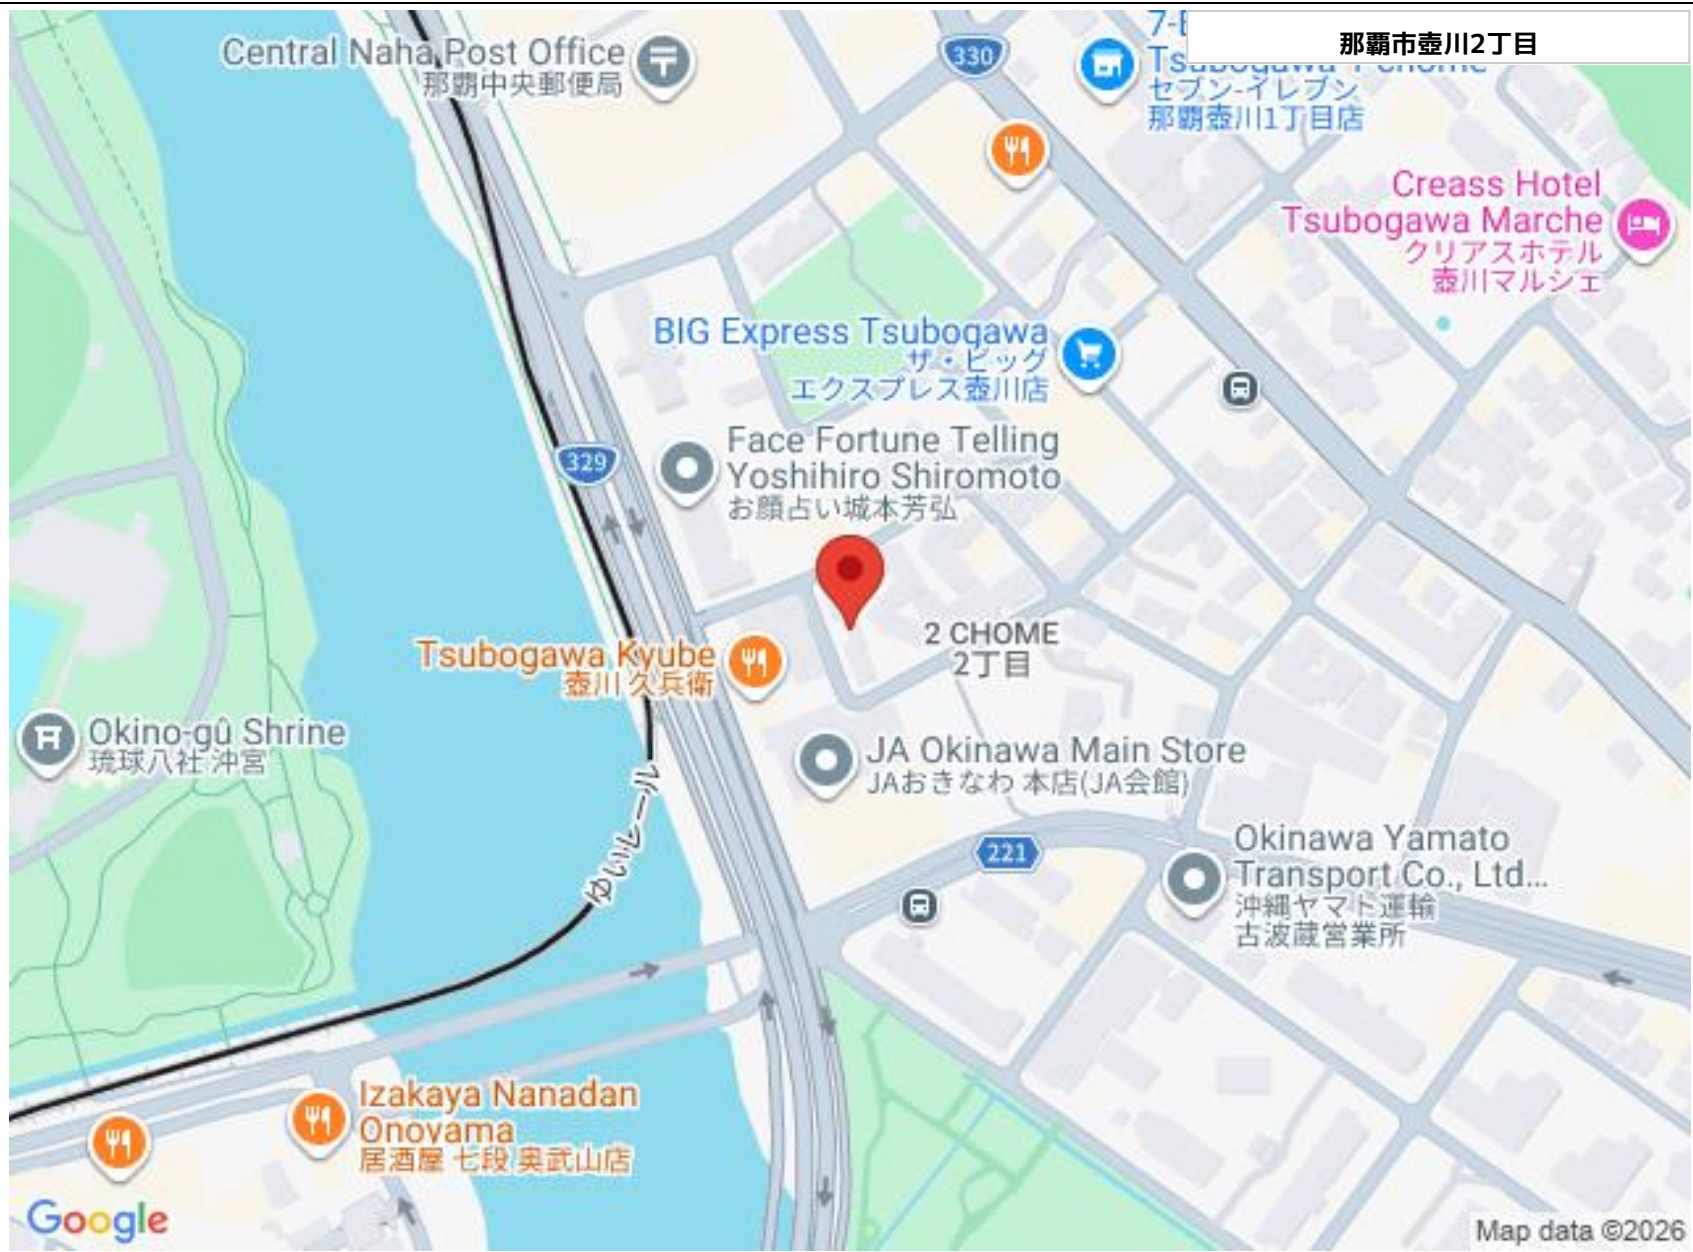 那覇市壺川2丁目
Central Naha Post Office
那覇中央郵便局
330
セブン-イレブン
那覇壺川1丁目店
Creass Hotel
Tsubogawa Marche
クリアスホテル
壺川マルシェ
BIG Express Tsubogawa
ザ・ビッグ
エクスプレス壺川店
Face Fortune Telling
Yoshihiro Shiromoto
お顔占い城本芳弘
329
2 CHOME
2丁目
Tsubogawa Kyube
壺川 久兵衛
Okino-gû Shrine
琉球八社 沖宮
JA Okinawa Main Store
JAおきなわ 本店(JA会館)
ゆいレール
221
Okinawa Yamato
Transport Co., Ltd...
沖縄ヤマト運輸
古波蔵営業所
Izakaya Nanadan
Onoyama
居酒屋 七段 奥武山店
Google
Map data ©2026